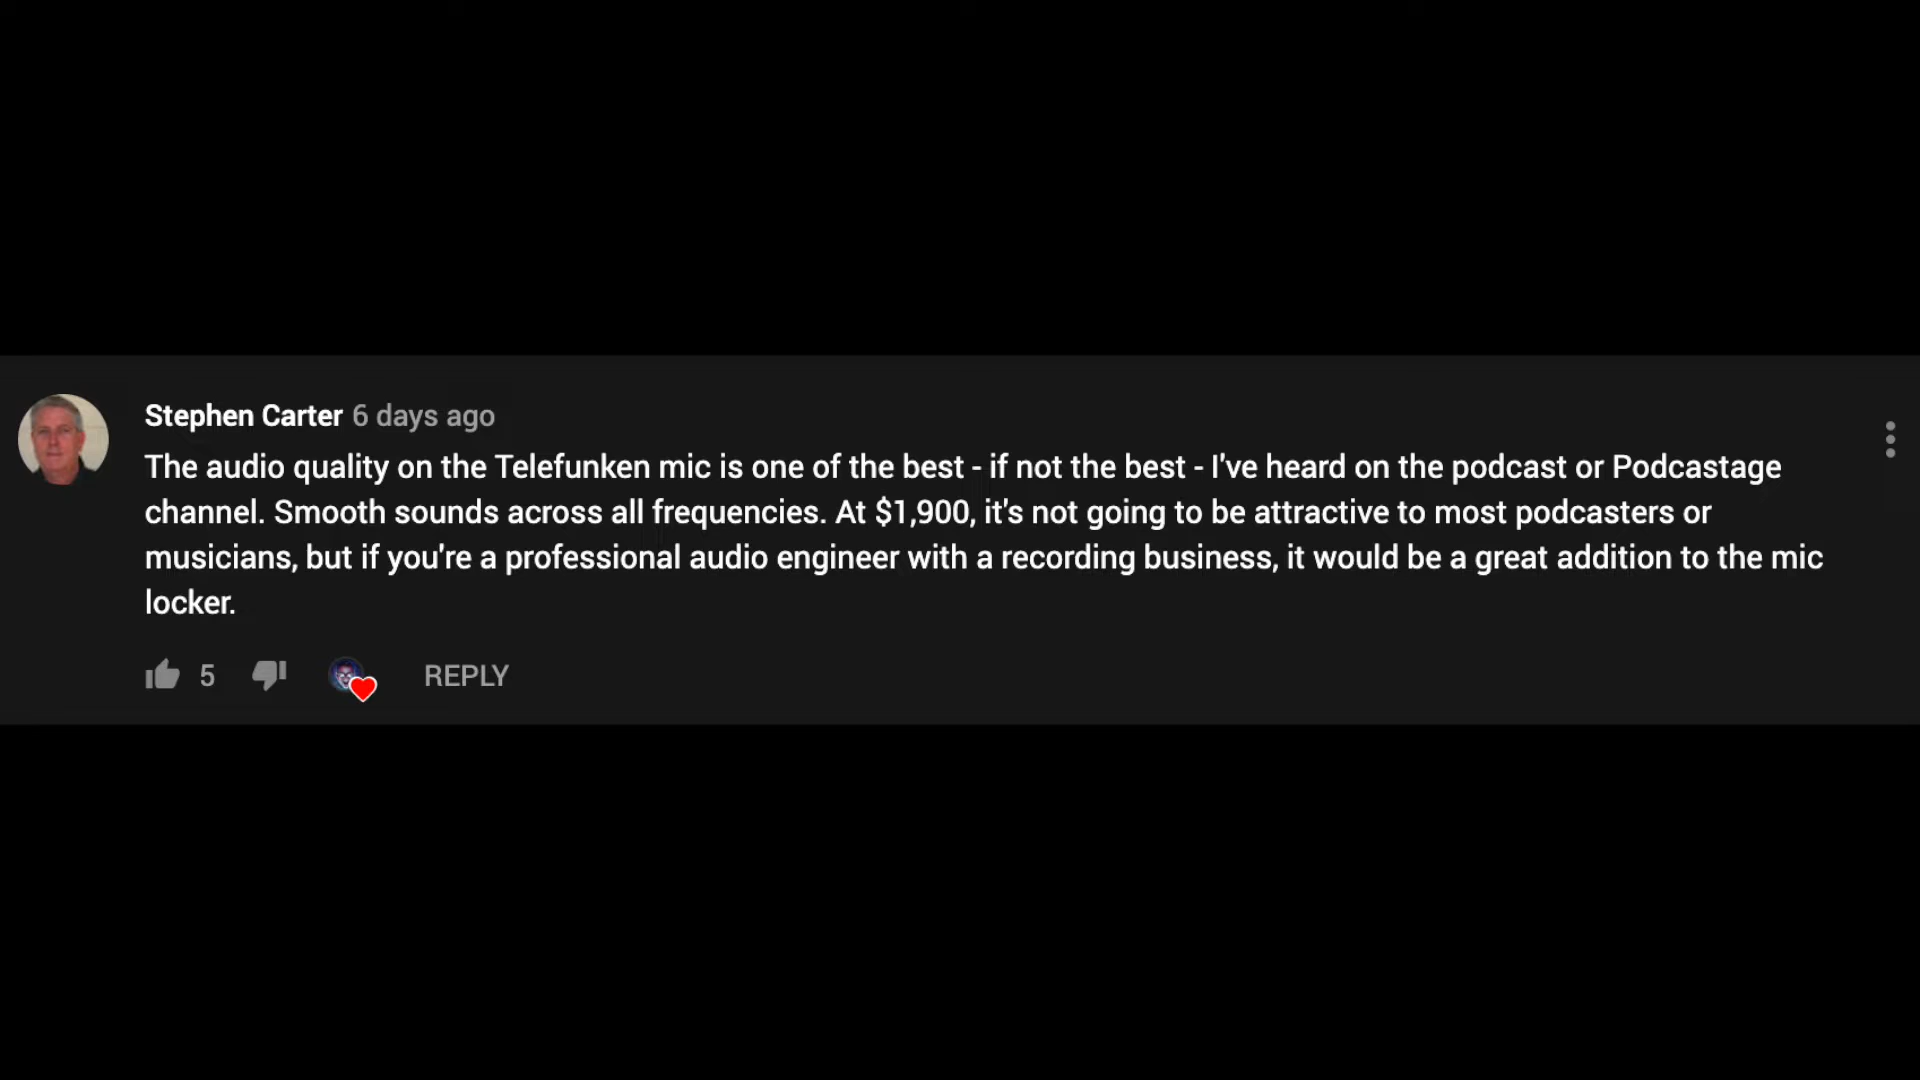 Stephen Carter 6 days ago
The audio quality on the Telefunken mic is one of the best - if not the best - I've heard on the podcast or Podcastage
channel. Smooth sounds across all frequencies. At $1,900, it's not going to be attractive to most podcasters or
musicians, but if you're a professional audio engineer with a recording business, it would be a great addition to the mic
locker.
5 REPLY